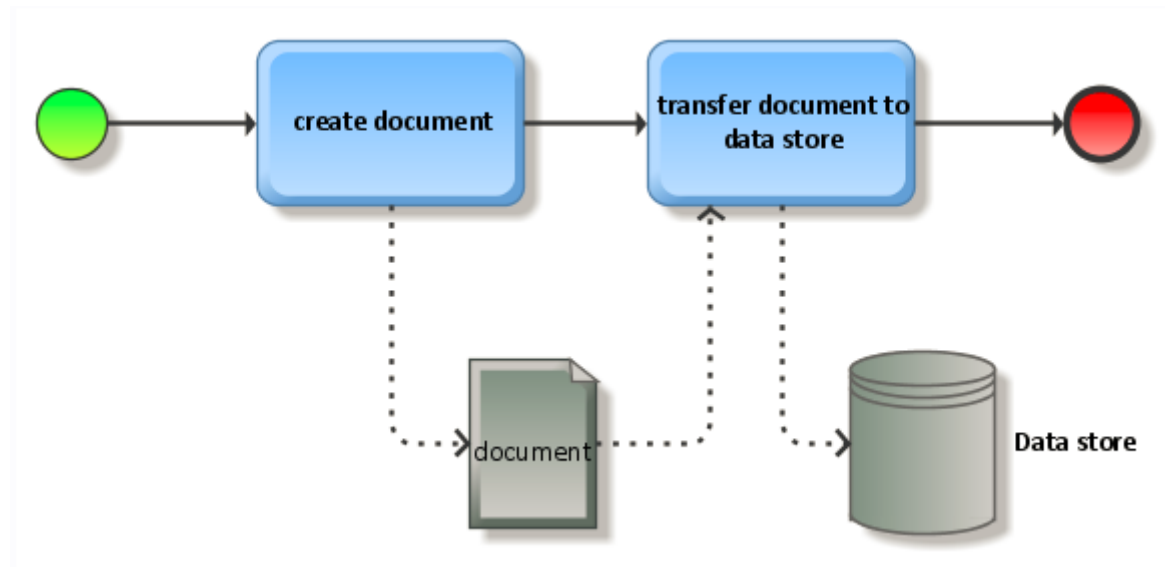 create document
transfer document to
data store
document
Data store